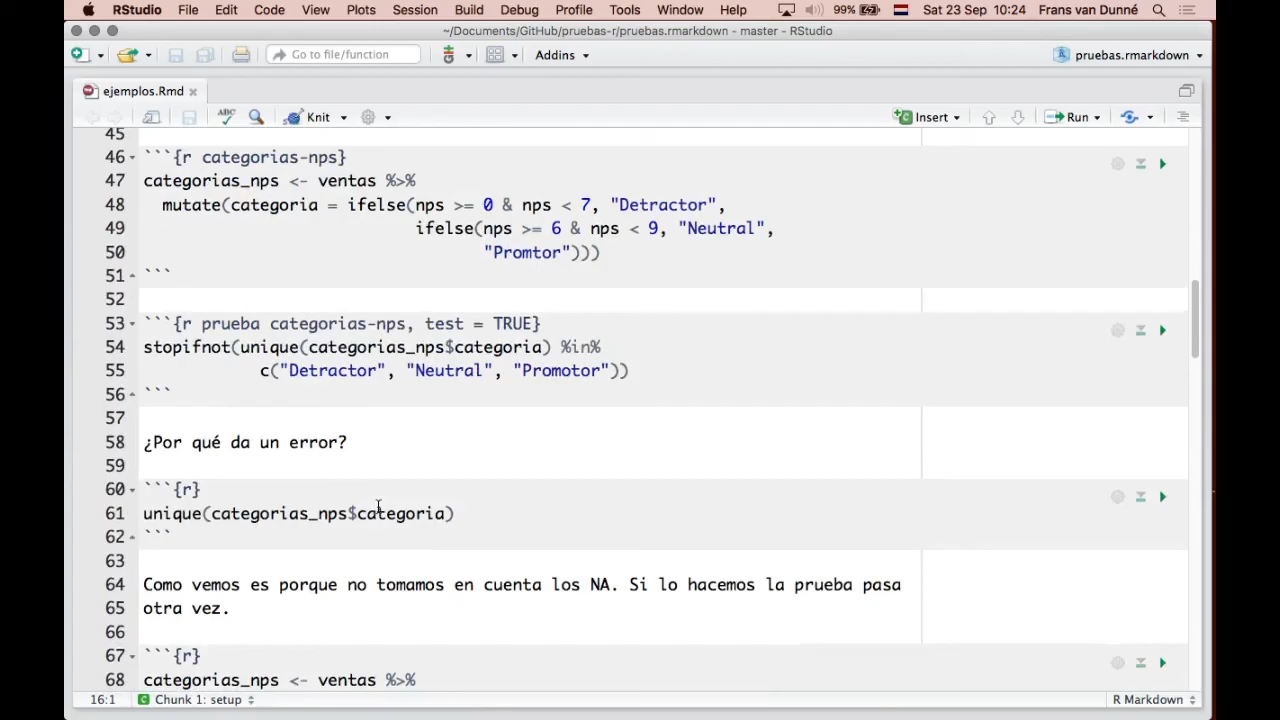 RStudio File Edit Code View Plots Session Build Debug Profile Tools Window Help 99% Sat 23 Sep 10:24 Frans van Dunné
~/Documents/GitHub/pruebas-r/pruebas.rmarkdown - master - RStudio
Go to file/function Addins pruebas.rmarkdown
ejemplos.Rmd
ABC Knit Insert Run
45
46 ```{r categorias-nps}
47 categorias_nps <- ventas %>%
48 mutate(categoria = ifelse(nps >= 0 & nps < 7, "Detractor",
49 ifelse(nps >= 6 & nps < 9, "Neutral",
50 "Promtor")))
51 ```
52
53 ```{r prueba categorias-nps, test = TRUE}
54 stopifnot(unique(categorias_nps$categoria) %in%
55 c("Detractor", "Neutral", "Promotor"))
56 ```
57
58 ¿Por qué da un error?
59
60 ```{r}
61 unique(categorias_nps$categoria)
62 ```
63
64 Como vemos es porque no tomamos en cuenta los NA. Si lo hacemos la prueba pasa
65 otra vez.
66
67 ```{r}
68 categorias_nps <- ventas %>%
16:1 Chunk 1: setup R Markdown